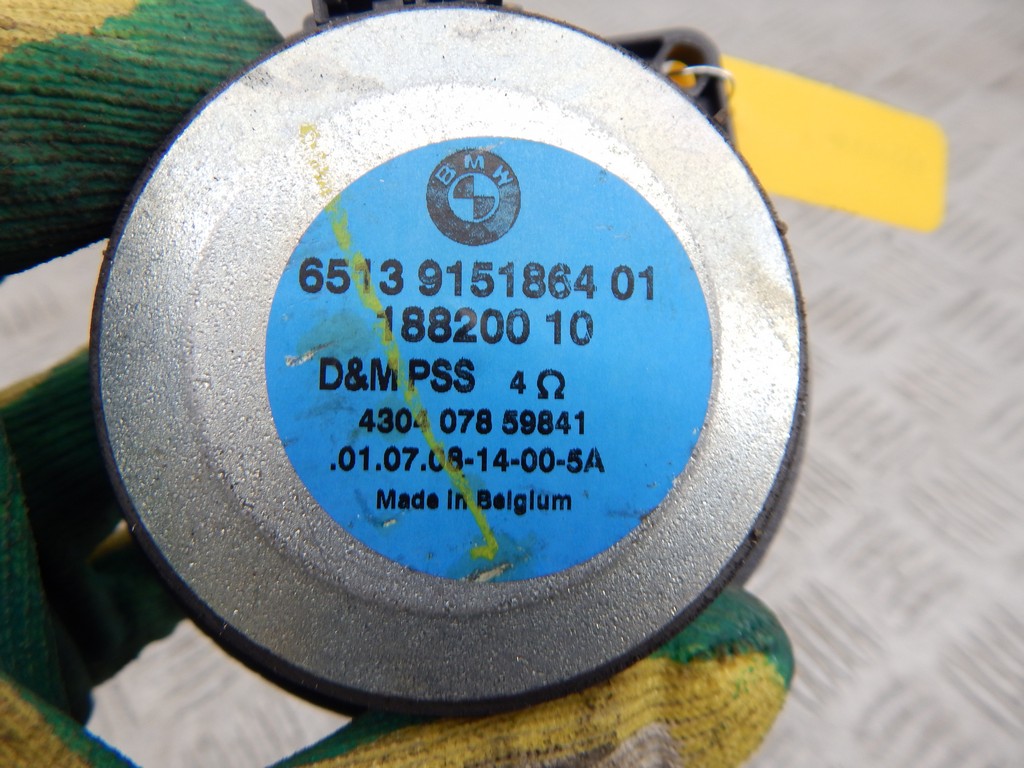 BMW
6513 9151864 01
188200 10
D&M PSS 4 Ω
4304 078 59841
.01.07.08-14-00-5A
Made in Belgium